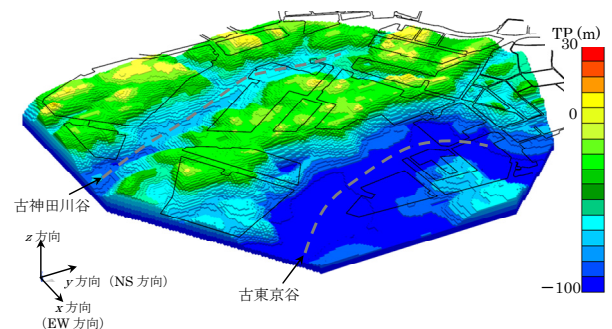 TP (m)
30
0
−100
古神田川谷
古東京谷
z 方向
y 方向（NS 方向）
x 方向
(EW 方向)